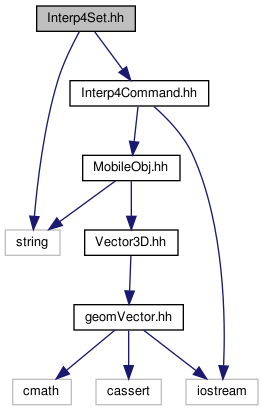 Interp4Set.hh
Interp4Command.hh
MobileObj.hh
string
Vector3D.hh
geomVector.hh
cmath
cassert
iostream